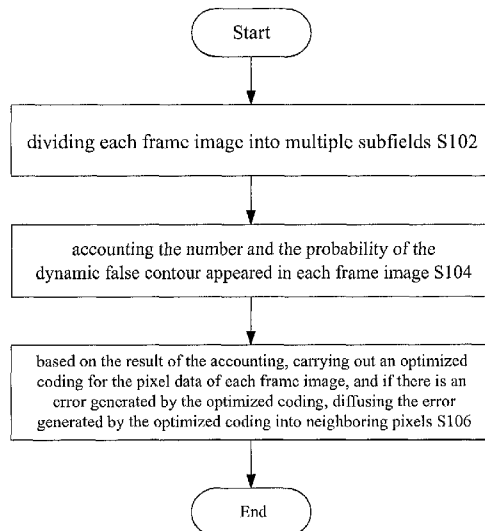 Start
dividing each frame image into multiple subfields S102
accounting the number and the probability of the
dynamic false contour appeared in each frame image S104
based on the result of the accounting, carrying out an optimized
coding for the pixel data of each frame image, and if there is an
error generated by the optimized coding, diffusing the error
generated by the optimized coding into neighboring pixels S106
End